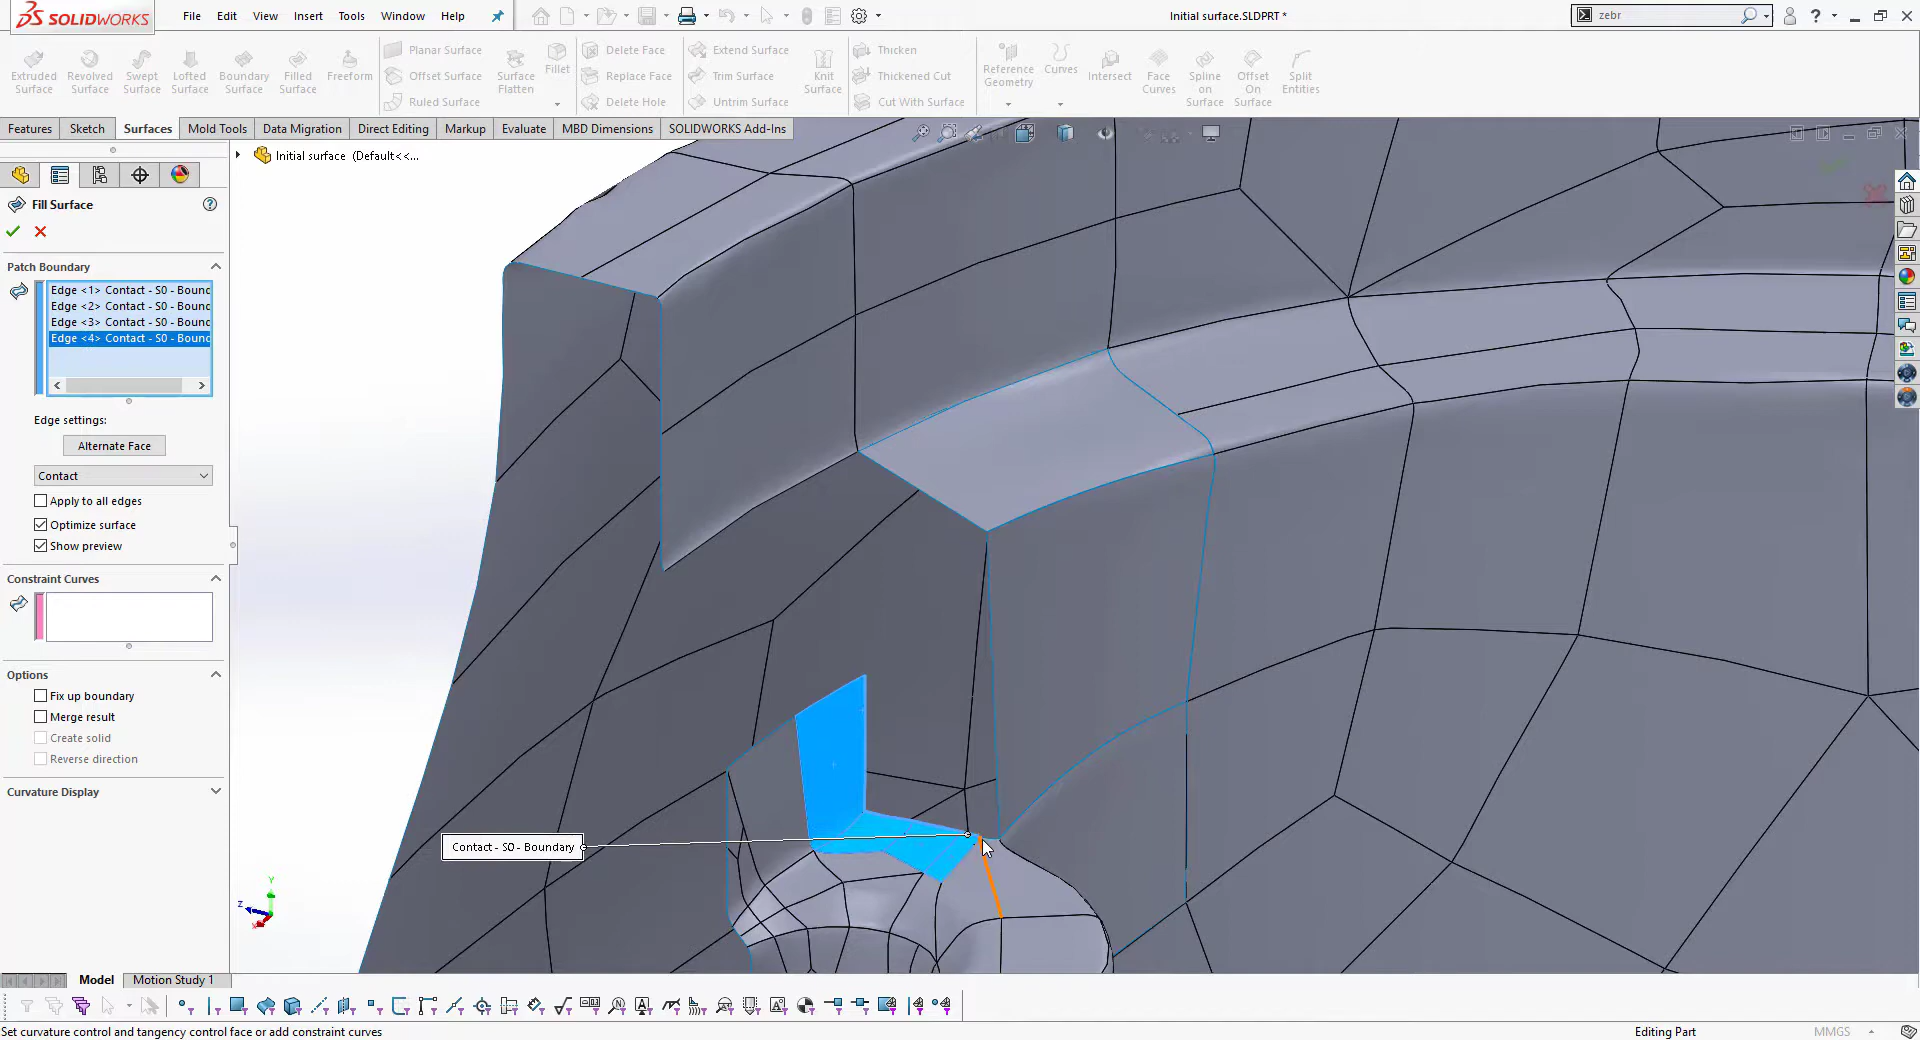 SOLIDWORKS File Edit View Insert Tools Window Help Initial surface.SLDPRT * zebr
Extruded Surface
Revolved Surface
Swept Surface
Lofted Surface
Boundary Surface
Filled Surface
Freeform
Planar Surface
Offset Surface
Ruled Surface
Surface Flatten
Fillet
Delete Face
Replace Face
Delete Hole
Extend Surface
Trim Surface
Untrim Surface
Knit Surface
Thicken
Thickened Cut
Cut With Surface
Reference Geometry
Curves
Intersect
Face Curves
Spline on Surface
Offset On Surface
Split Entities
Features Sketch Surfaces Mold Tools Data Migration Direct Editing Markup Evaluate MBD Dimensions SOLIDWORKS Add-Ins
Initial surface (Default<<...
Fill Surface
Patch Boundary
Edge <1> Contact - S0 - Bound
Edge <2> Contact - S0 - Bound
Edge <3> Contact - S0 - Bound
Edge <4> Contact - S0 - Bound
Edge settings:
Alternate Face
Contact
Apply to all edges
Optimize surface
Show preview
Constraint Curves
Options
Fix up boundary
Merge result
Create solid
Reverse direction
Curvature Display
Contact - S0 - Boundary
Y
Z
X
Model Motion Study 1
Set curvature control and tangency control face or add constraint curves Editing Part MMGS